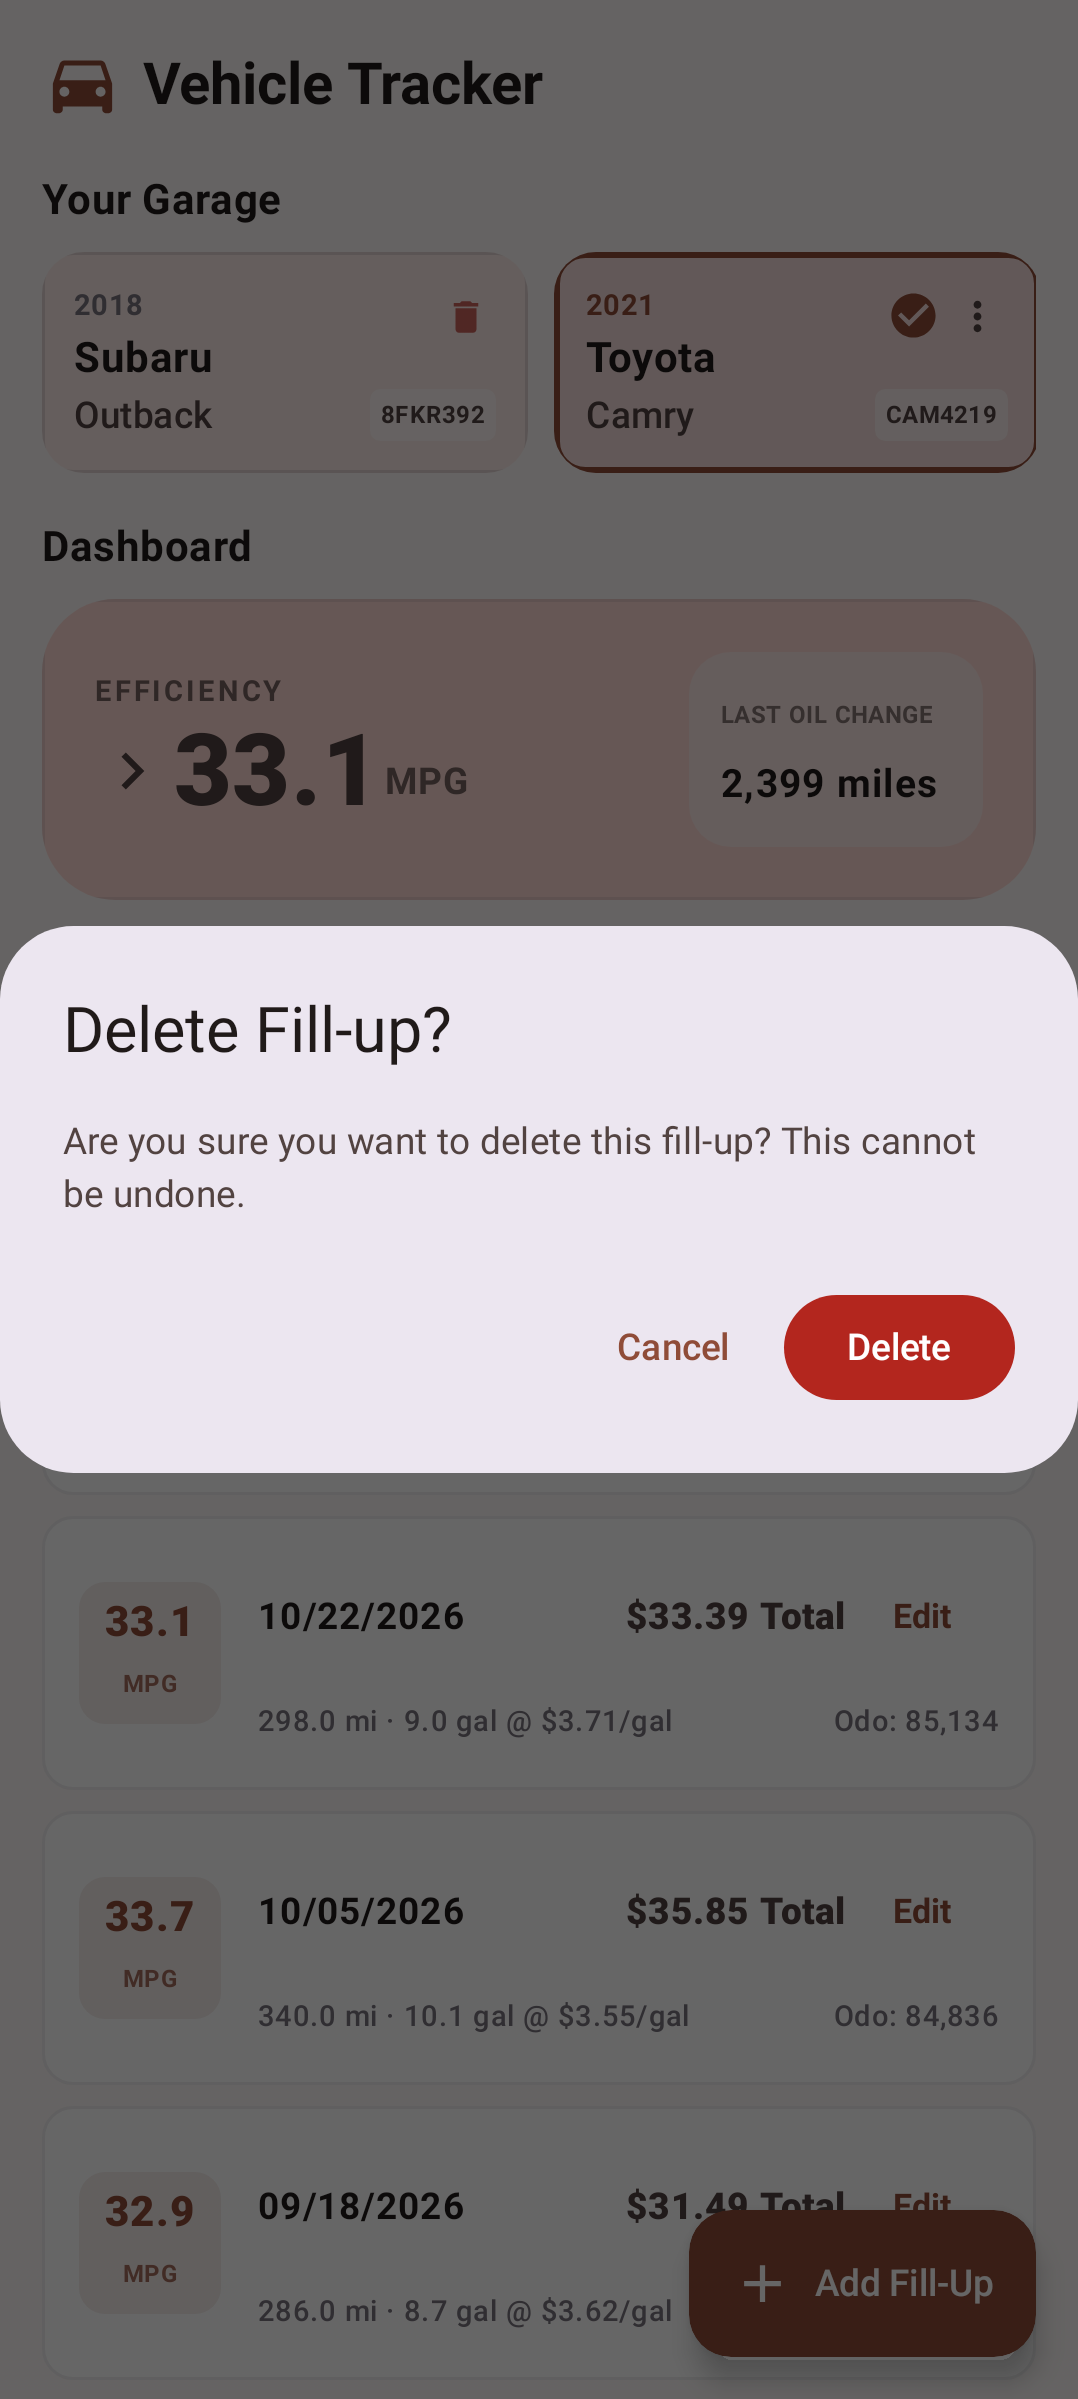 Vehicle Tracker
Your Garage
2018
Subaru
Outback
8FKR392
2021
Toyota
Camry
CAM4219
Dashboard
EFFICIENCY
33.1 MPG
LAST OIL CHANGE
2,399 miles
Delete Fill-up?
Are you sure you want to delete this fill-up? This cannot
be undone.
Cancel
Delete
33.1
MPG
10/22/2026
$33.39 Total
Edit
298.0 mi · 9.0 gal @ $3.71/gal
Odo: 85,134
33.7
MPG
10/05/2026
$35.85 Total
Edit
340.0 mi · 10.1 gal @ $3.55/gal
Odo: 84,836
32.9
MPG
09/18/2026
$31.49 Total
Edit
286.0 mi · 8.7 gal @ $3.62/gal
Add Fill-Up